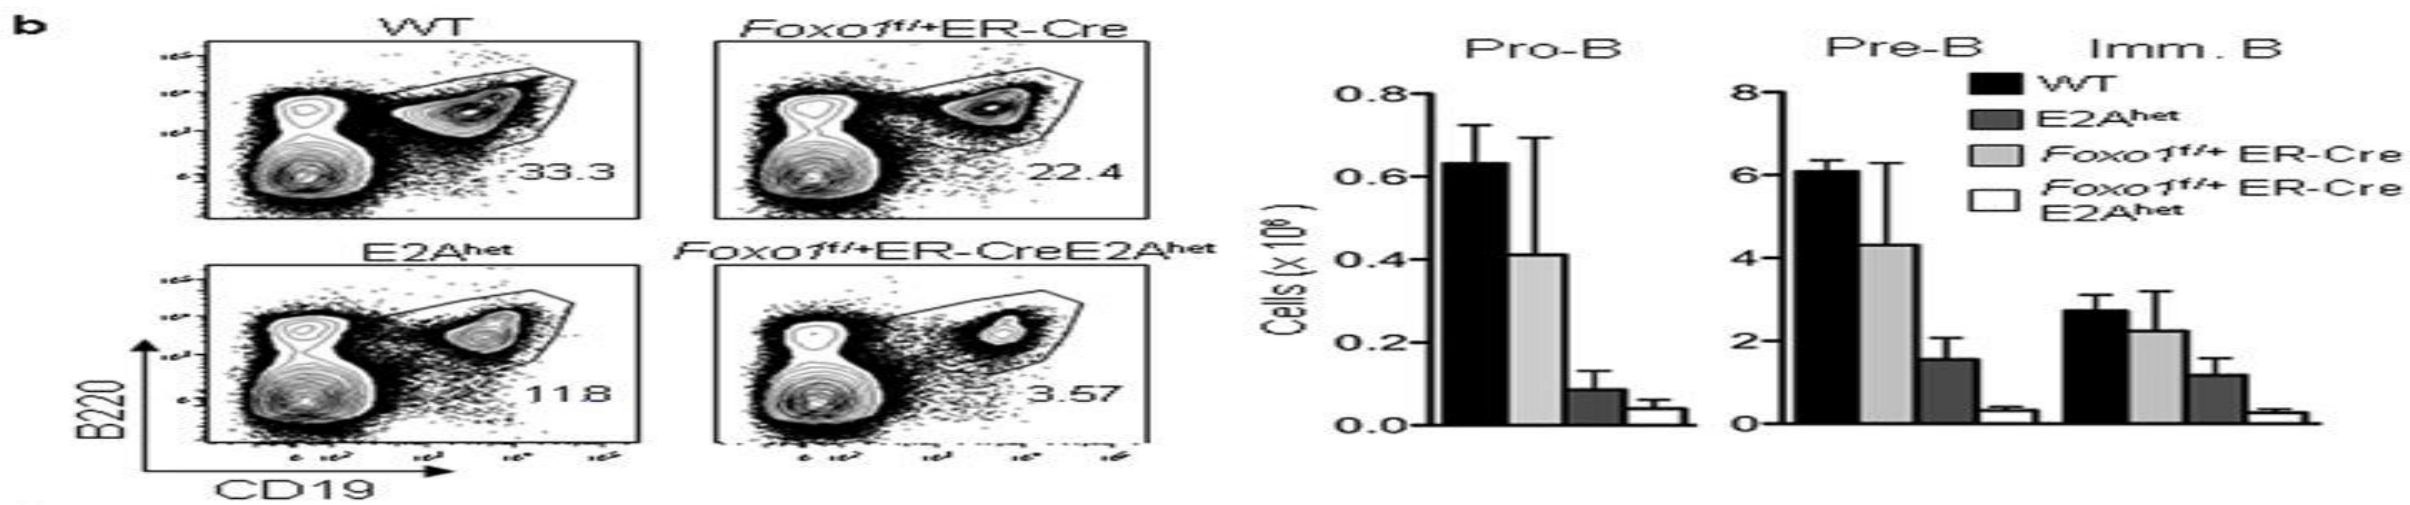 b
WT
Foxo1f/+ER-Cre
33.3
22.4
E2Ahet
Foxo1f/+ER-CreE2Ahet
11.8
3.57
B220
CD19
Pro-B
Pre-B
Imm. B
WT
E2Ahet
Foxo1f/+ ER-Cre
Foxo1f/+ ER-Cre
E2Ahet
Cells (x 10⁶)
0.8
0.6
0.4
0.2
0.0
8
6
4
2
0